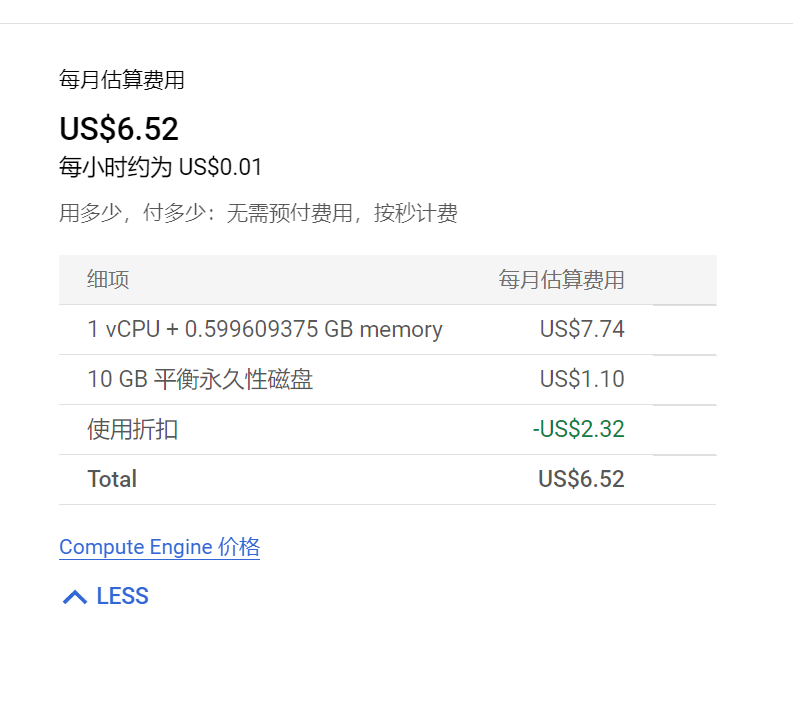 每月估算费用
US$6.52
每小时约为 US$0.01
用多少，付多少：无需预付费用，按秒计费
细项 每月估算费用
1 vCPU + 0.599609375 GB memory US$7.74
10 GB 平衡永久性磁盘 US$1.10
使用折扣 -US$2.32
Total US$6.52
Compute Engine 价格
LESS